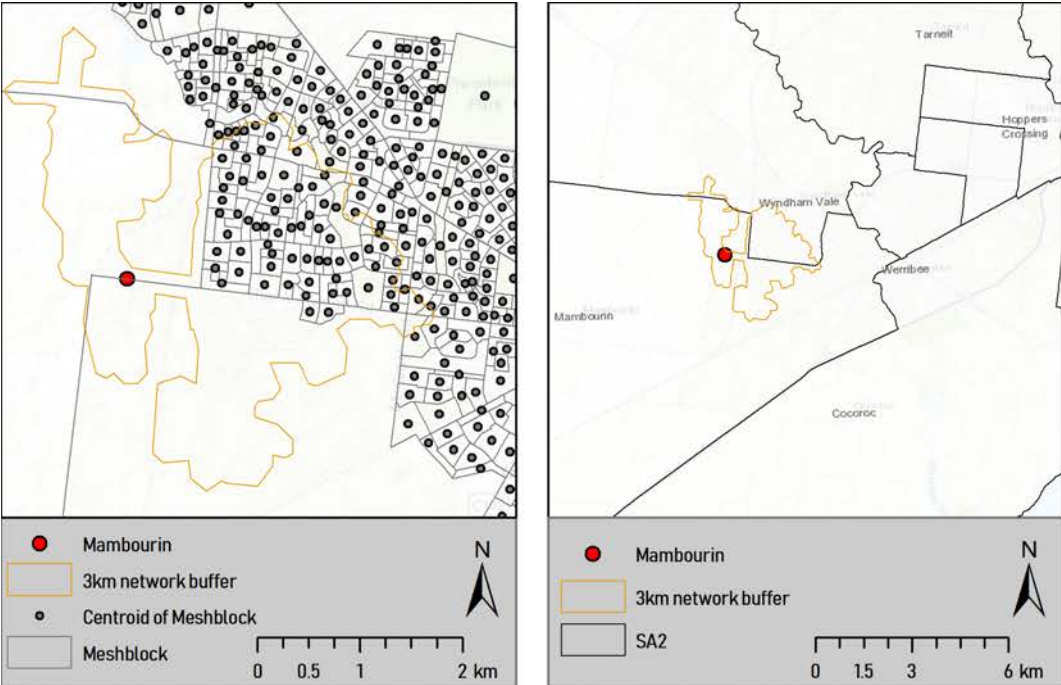 Tarneit
Hoppers
Crossing
Wyndham Vale
Werribee
Mambourin
Cocoroc
Mambourin
3km network buffer
Centroid of Meshblock
Meshblock
N
0 0.5 1 2 km
Mambourin
3km network buffer
SA2
N
0 1.5 3 6 km